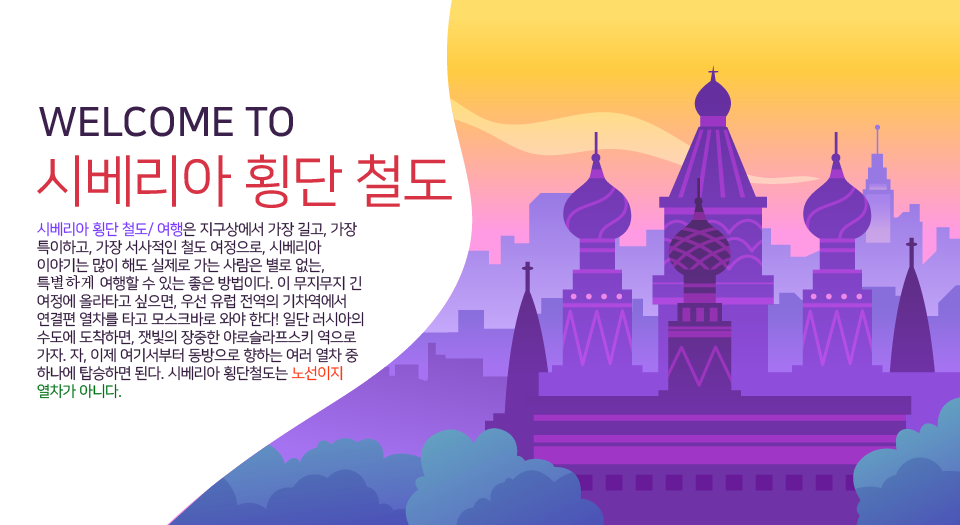 WELCOME TO
시베리아 횡단 철도
시베리아 횡단 철도/ 여행은 지구상에서 가장 길고, 가장
특이하고, 가장 서사적인 철도 여정으로, 시베리아
이야기는 많이 해도 실제로 가는 사람은 별로 없는,
특별하게 여행할 수 있는 좋은 방법이다. 이 무지무지 긴
여정에 올라타고 싶으면, 우선 유럽 전역의 기차역에서
연결편 열차를 타고 모스크바로 와야 한다! 일단 러시아의
수도에 도착하면, 잿빛의 장중한 야로슬라프스키 역으로
가자. 자, 이제 여기서부터 동방으로 향하는 여러 열차 중
하나에 탑승하면 된다. 시베리아 횡단철도는 노선이지
열차가 아니다.